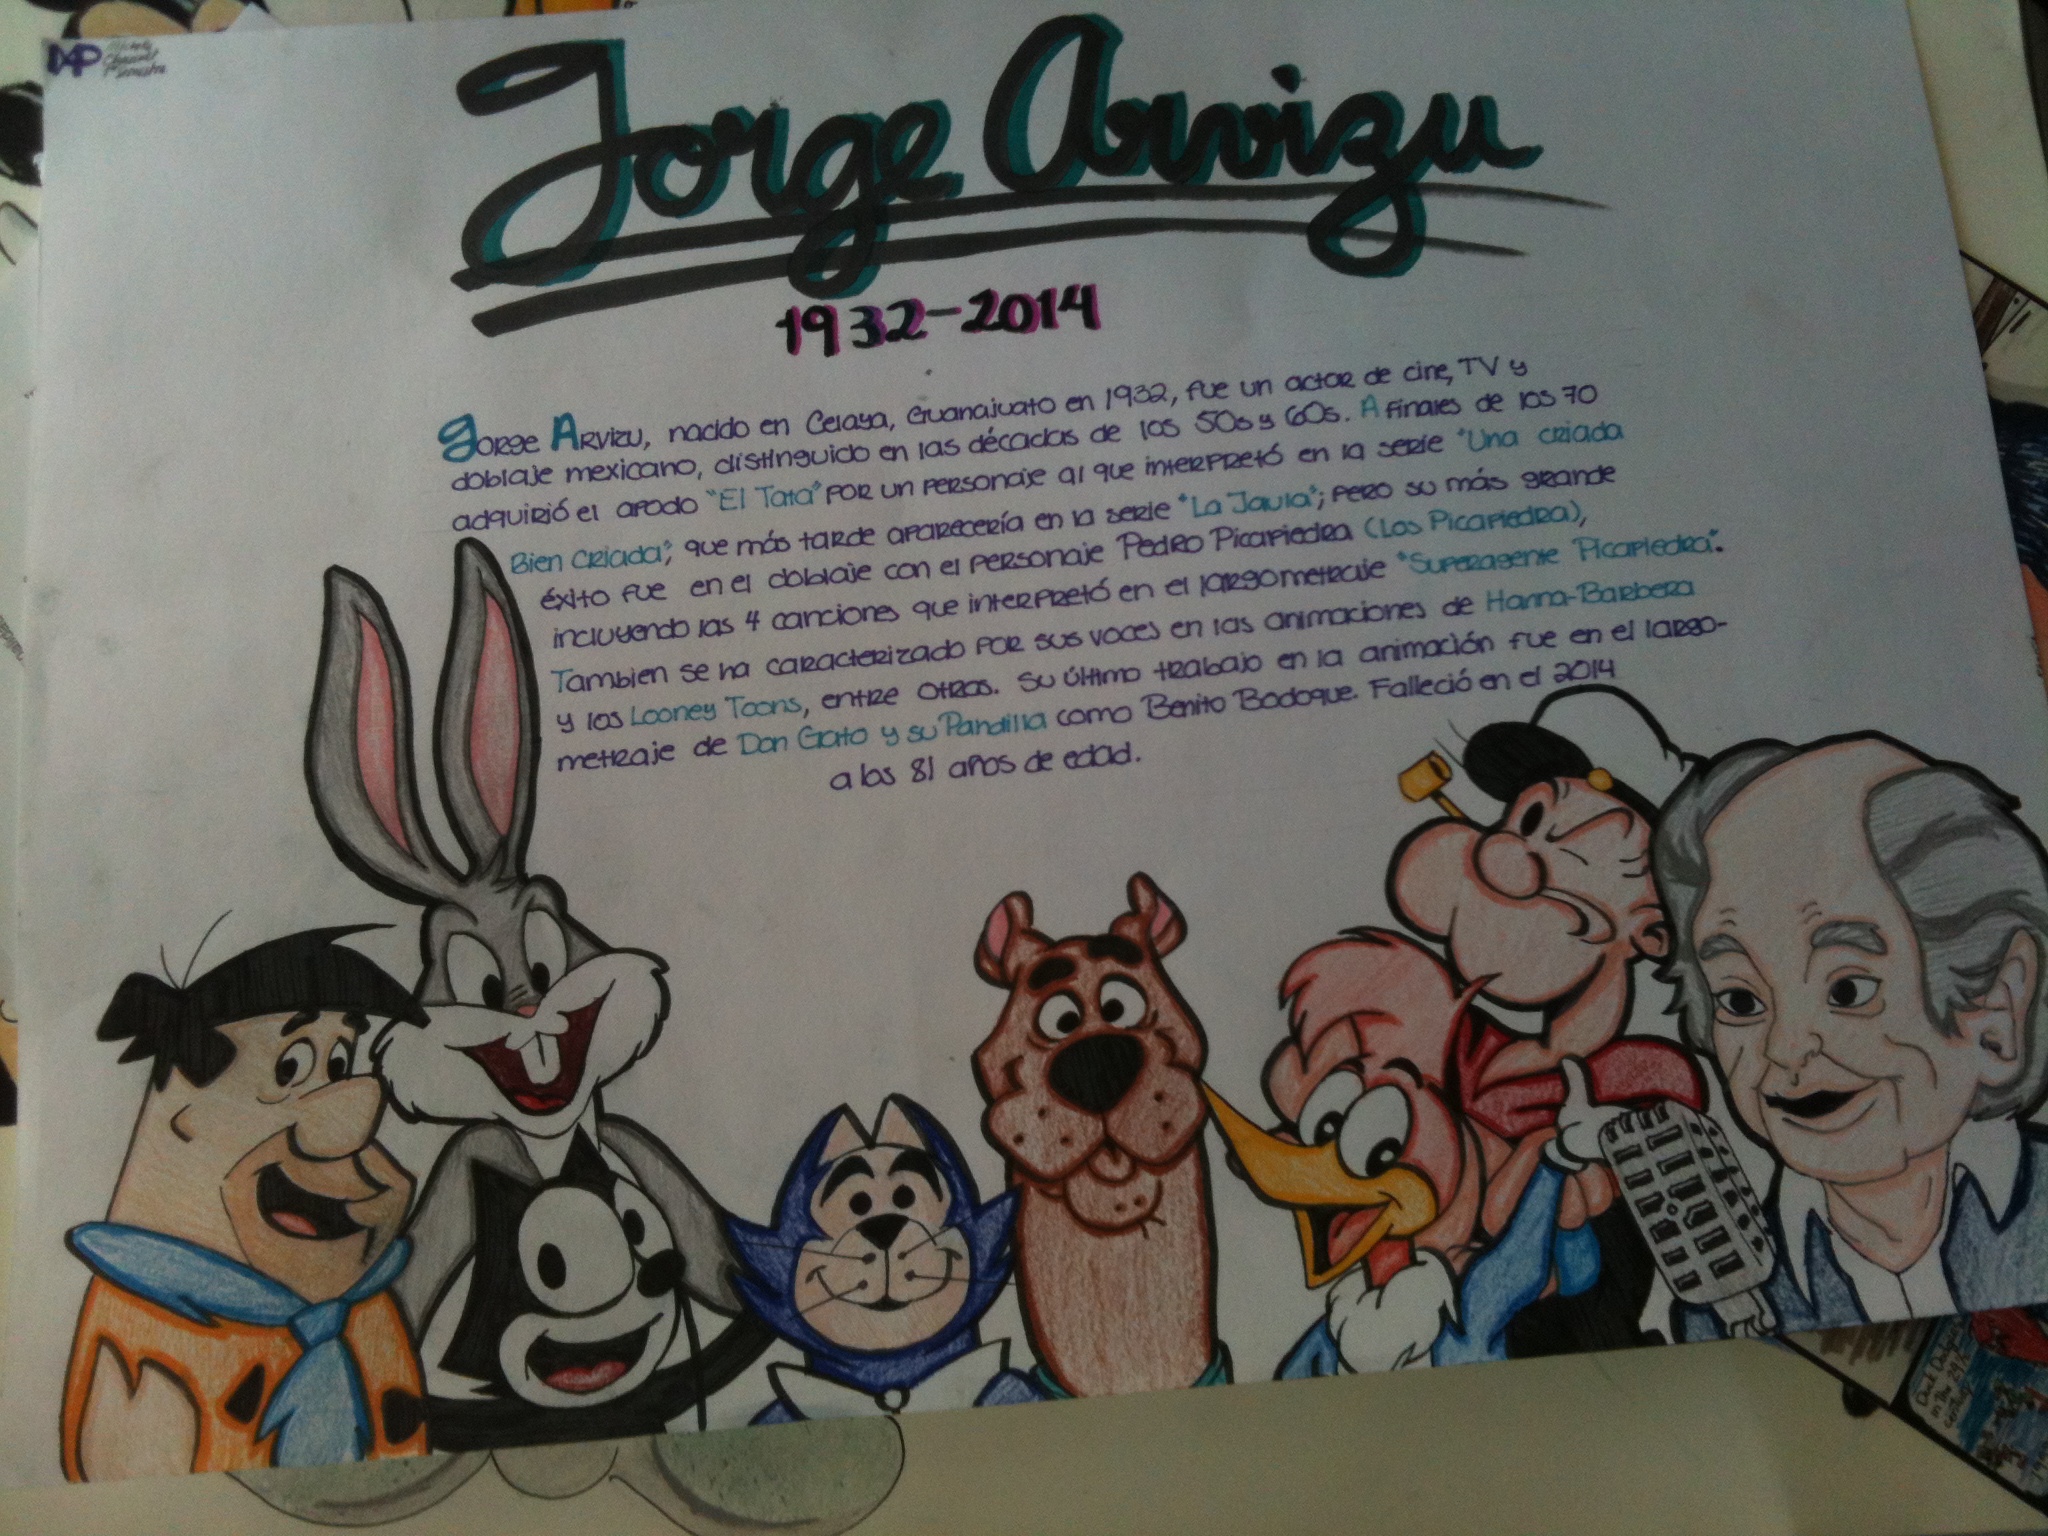 Jorge Arvizu
1932-2014
Jorge Arvizu, nacido en Celaya, Guanajuato en 1932, fue un actor de cine, TV y
doblaje mexicano, distinguido en las décadas de los 50s y 60s. A finales de los 70
adquirió el apodo "El Tata" por un personaje al que interpretó en la serie "Una criada
Bien Criada", que más tarde aparecería en la serie "La Jaula"; pero su más grande
éxito fue en el doblaje con el personaje Pedro Picapiedra (Los Picapiedra),
incluyendo las 4 canciones que interpretó en el largometraje "Superagente Picapiedra".
Tambien se ha caracterizado por sus voces en las animaciones de Hanna-Barbera
y los Looney Toons, entre otros. Su último trabajo en la animación fue en el largo-
metraje de Don Gato y su Pandilla como Benito Bodoque. Falleció en el 2014
a los 81 años de edad.